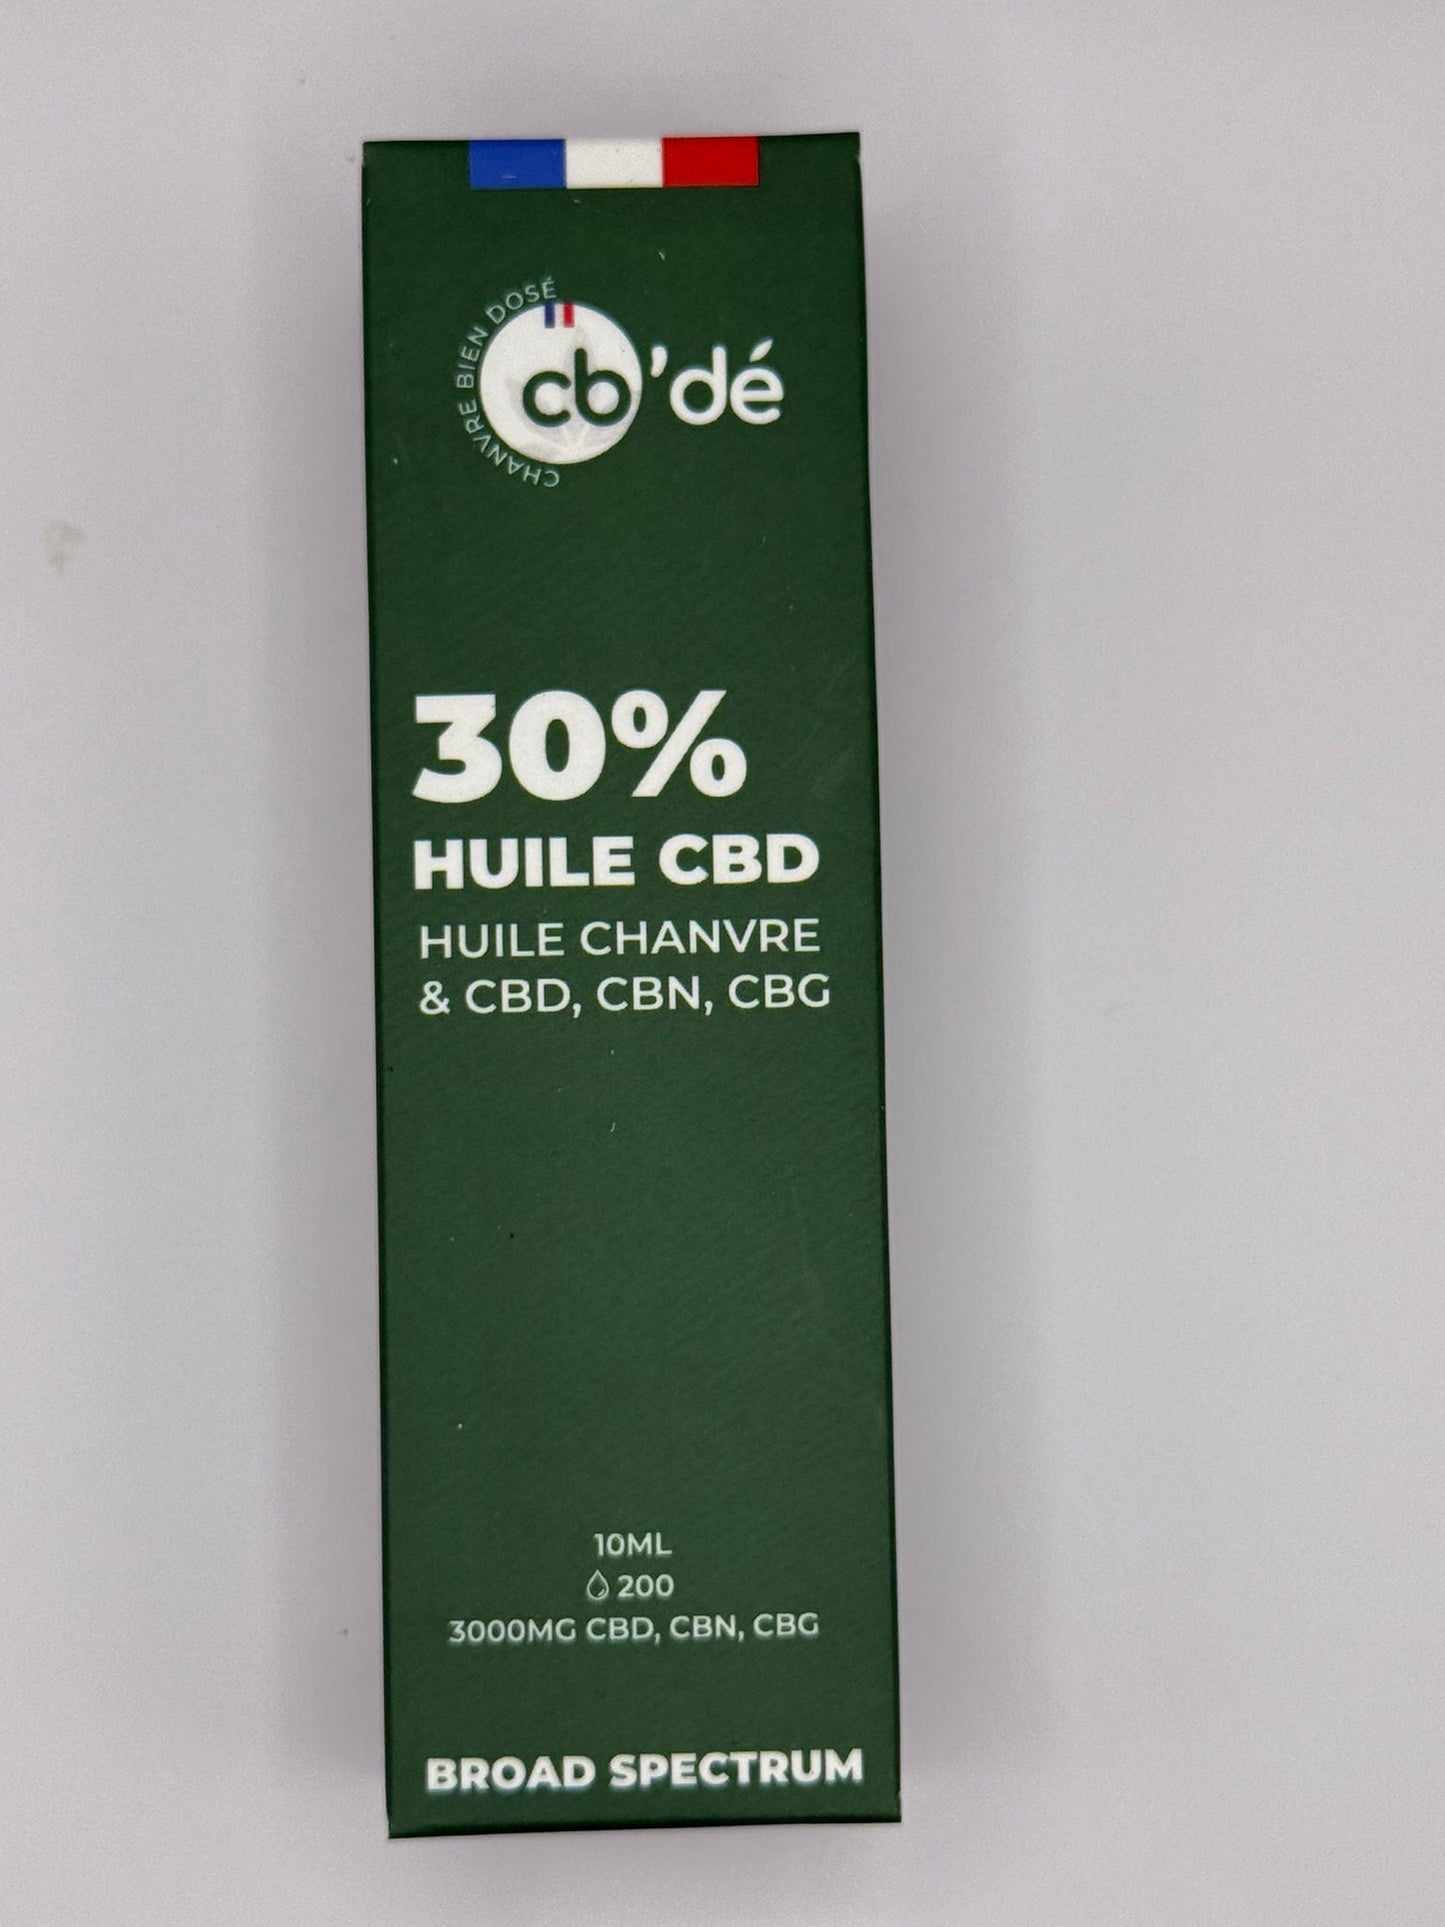 CHANVRE BIEN DOSÉ
cb'dé
30%
HUILE CBD
HUILE CHANVRE
& CBD, CBN, CBG
10ML
200
3000MG CBD, CBN, CBG
BROAD SPECTRUM